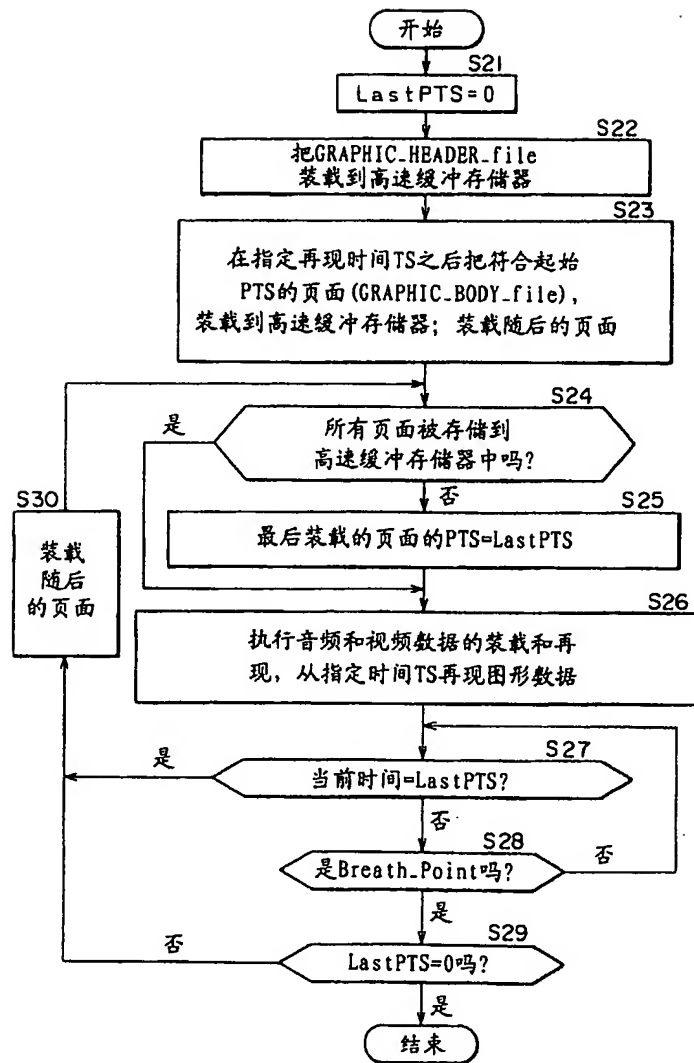 开始
S21
LastPTS=0
S22
把GRAPHIC_HEADER_file
装载到高速缓冲存储器
S23
在指定再现时间TS之后把符合起始
PTS的页面(GRAPHIC_BODY_file),
装载到高速缓冲存储器; 装载随后的页面
S24
是
所有页面被存储到
高速缓冲存储器中吗?
否
S30
装载
随后
的页面
S25
最后装载的页面的PTS=LastPTS
S26
执行音频和视频数据的装载和再
现, 从指定时间TS再现图形数据
S27
是
当前时间=LastPTS?
否
S28
是Breath_Point吗?
否
是
S29
否
LastPTS=0吗?
是
结束